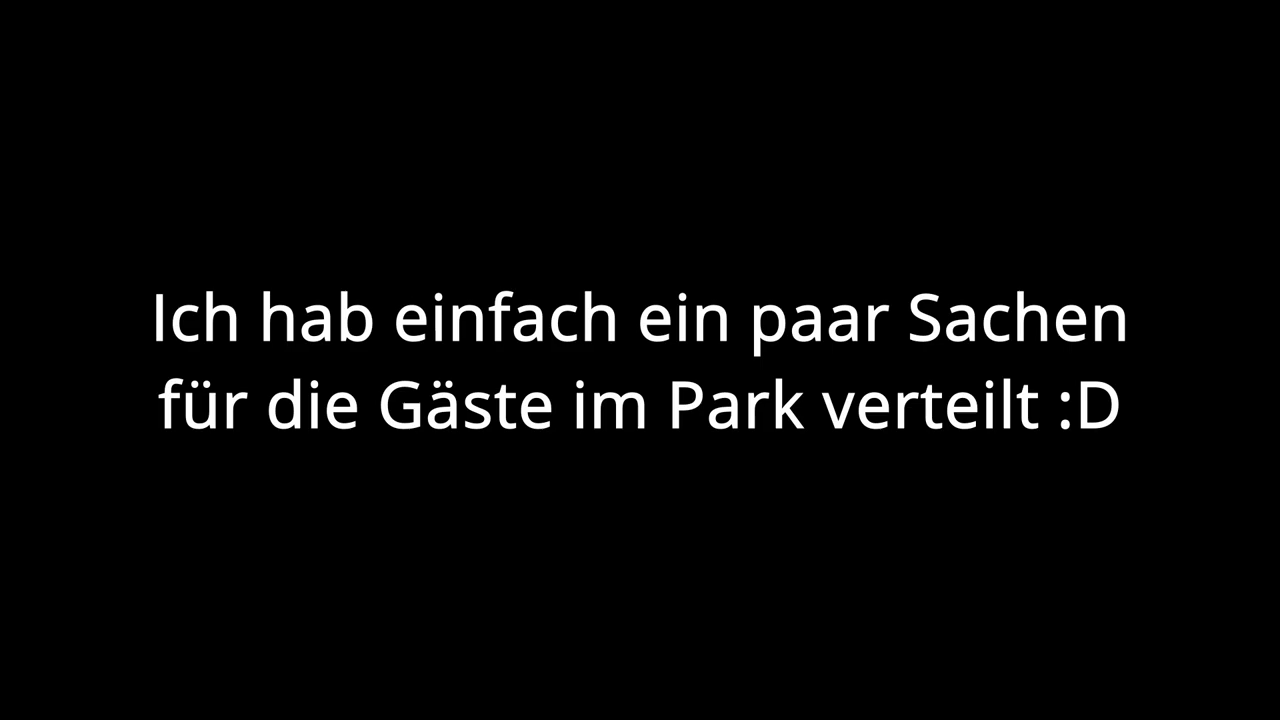 Ich hab einfach ein paar Sachen
für die Gäste im Park verteilt :D